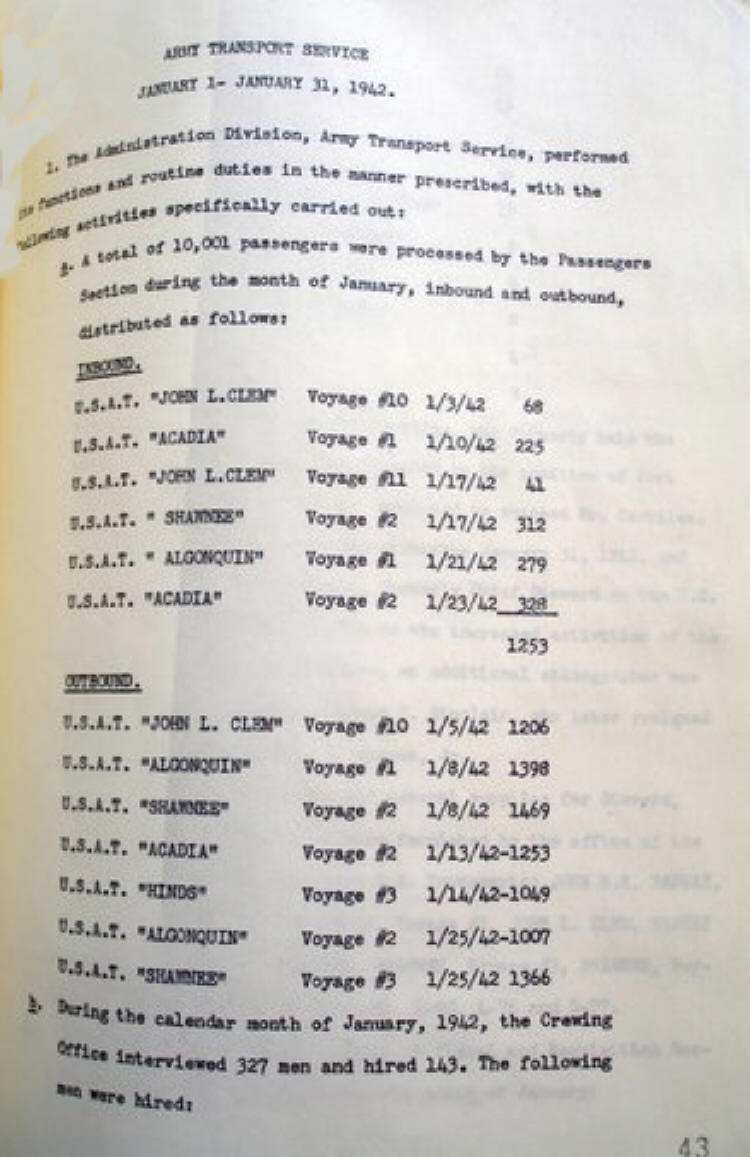 ARMY TRANSPORT SERVICE
JANUARY 1- JANUARY 31, 1942.
1. The Administration Division, Army Transport Service, performed
its functions and routine duties in the manner prescribed, with the
following activities specifically carried out:
a. A total of 10,001 passengers were processed by the Passengers
Section during the month of January, inbound and outbound,
distributed as follows:
INBOUND.
U.S.A.T. "JOHN L.CLEM" Voyage #10 1/3/42 68
U.S.A.T. "ACADIA" Voyage #1 1/10/42 225
U.S.A.T. "JOHN L.CLEM" Voyage #11 1/17/42 41
U.S.A.T. " SHAWNEE" Voyage #2 1/17/42 312
U.S.A.T. " ALGONQUIN" Voyage #1 1/21/42 279
U.S.A.T. "ACADIA" Voyage #2 1/23/42 328
1253
OUTBOUND.
U.S.A.T. "JOHN L. CLEM" Voyage #10 1/5/42 1206
U.S.A.T. "ALGONQUIN" Voyage #1 1/8/42 1398
U.S.A.T. "SHAWNEE" Voyage #2 1/8/42 1469
U.S.A.T. "ACADIA" Voyage #2 1/13/42-1253
U.S.A.T. "HINDS" Voyage #3 1/14/42-1049
U.S.A.T. "ALGONQUIN" Voyage #2 1/25/42-1007
U.S.A.T. "SHAWNEE" Voyage #3 1/25/42 1366
b. During the calendar month of January, 1942, the Crewing
Office interviewed 327 men and hired 143. The following
men were hired:
43